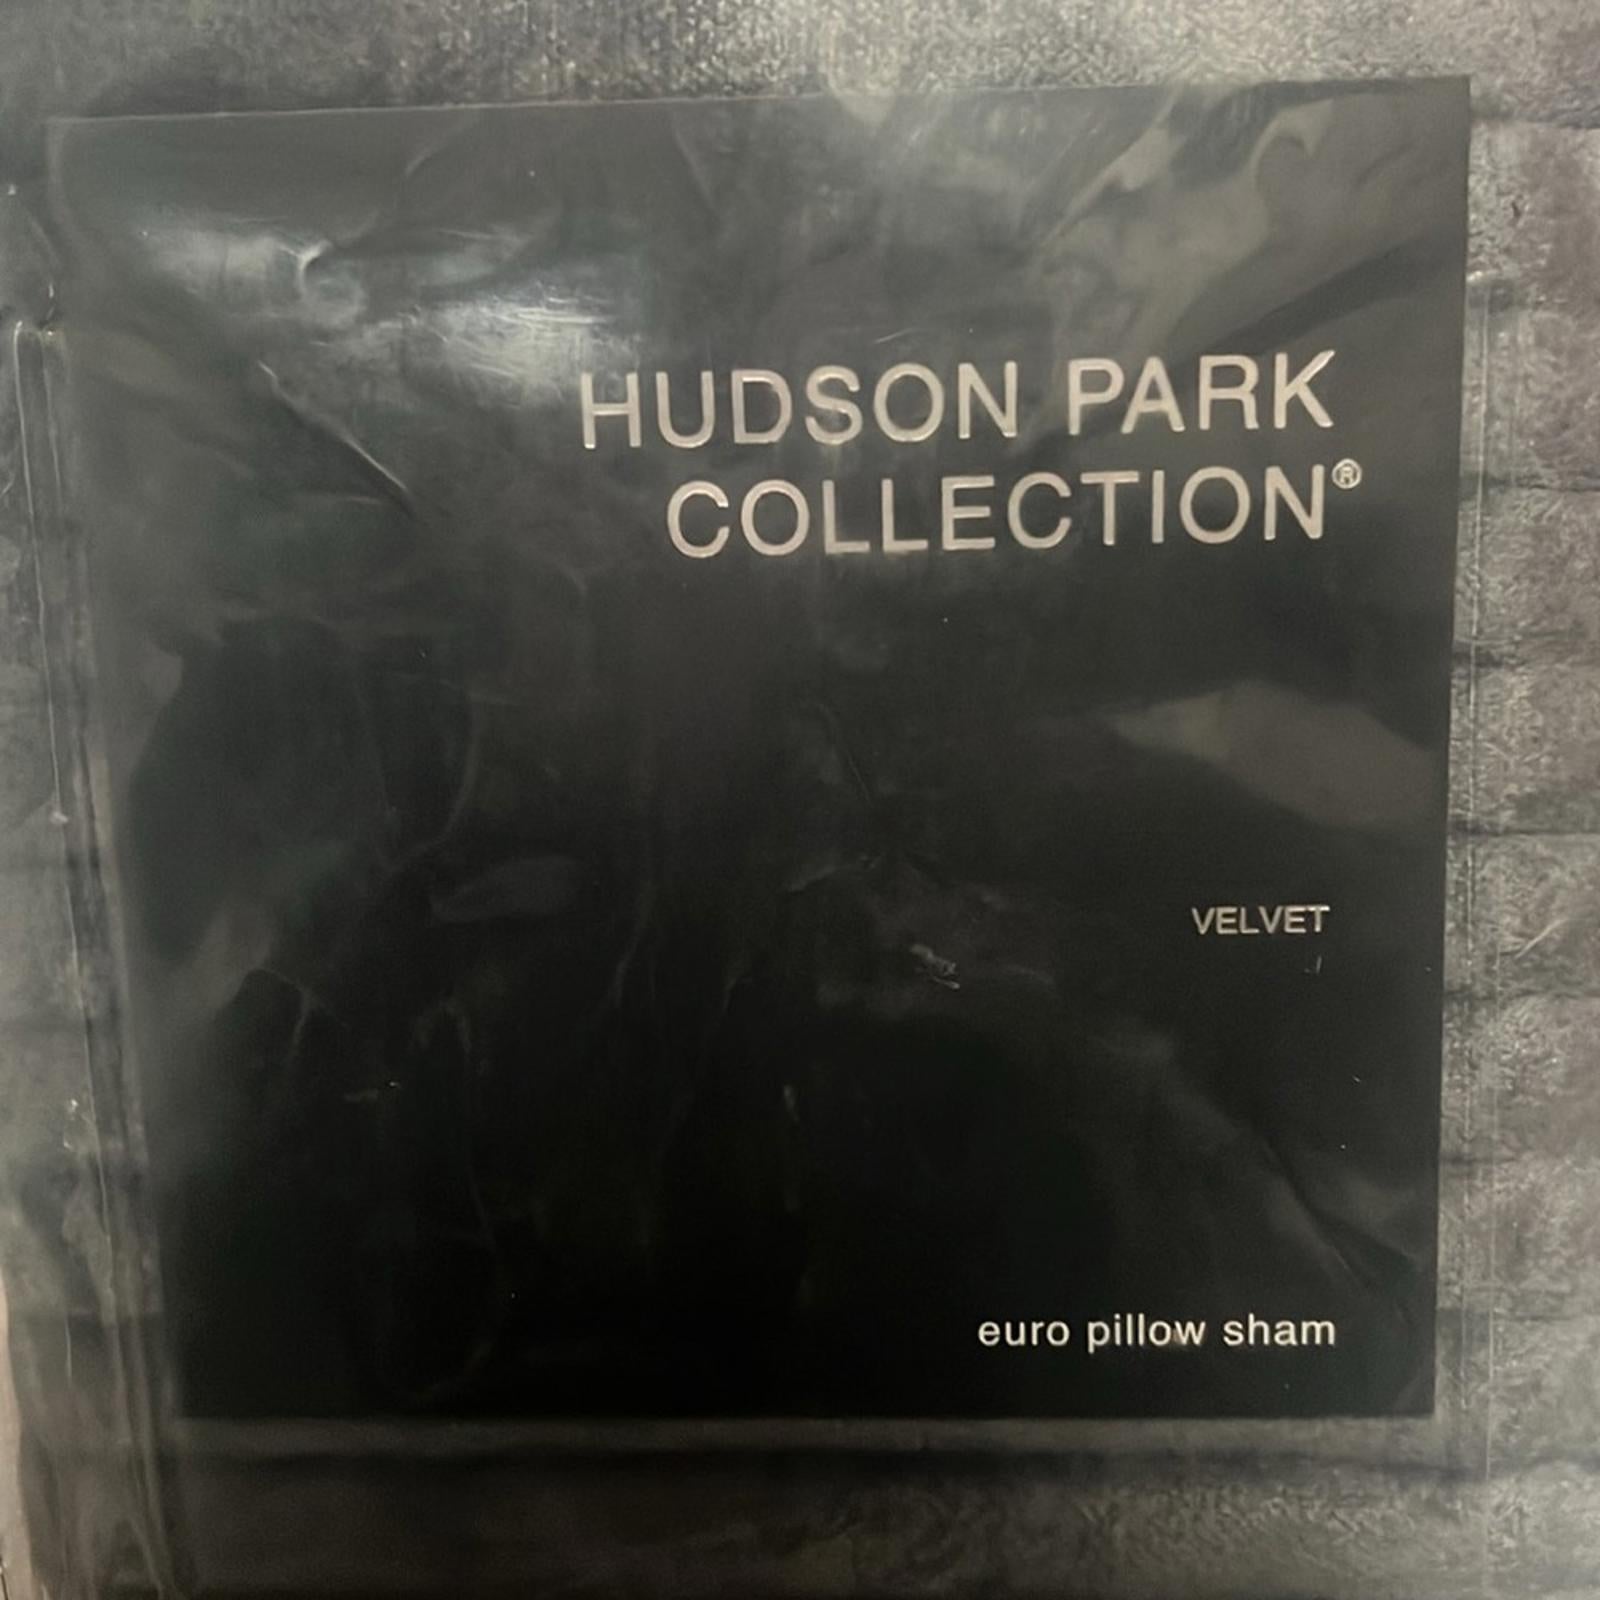 HUDSON PARK
COLLECTION®
VELVET
euro pillow sham